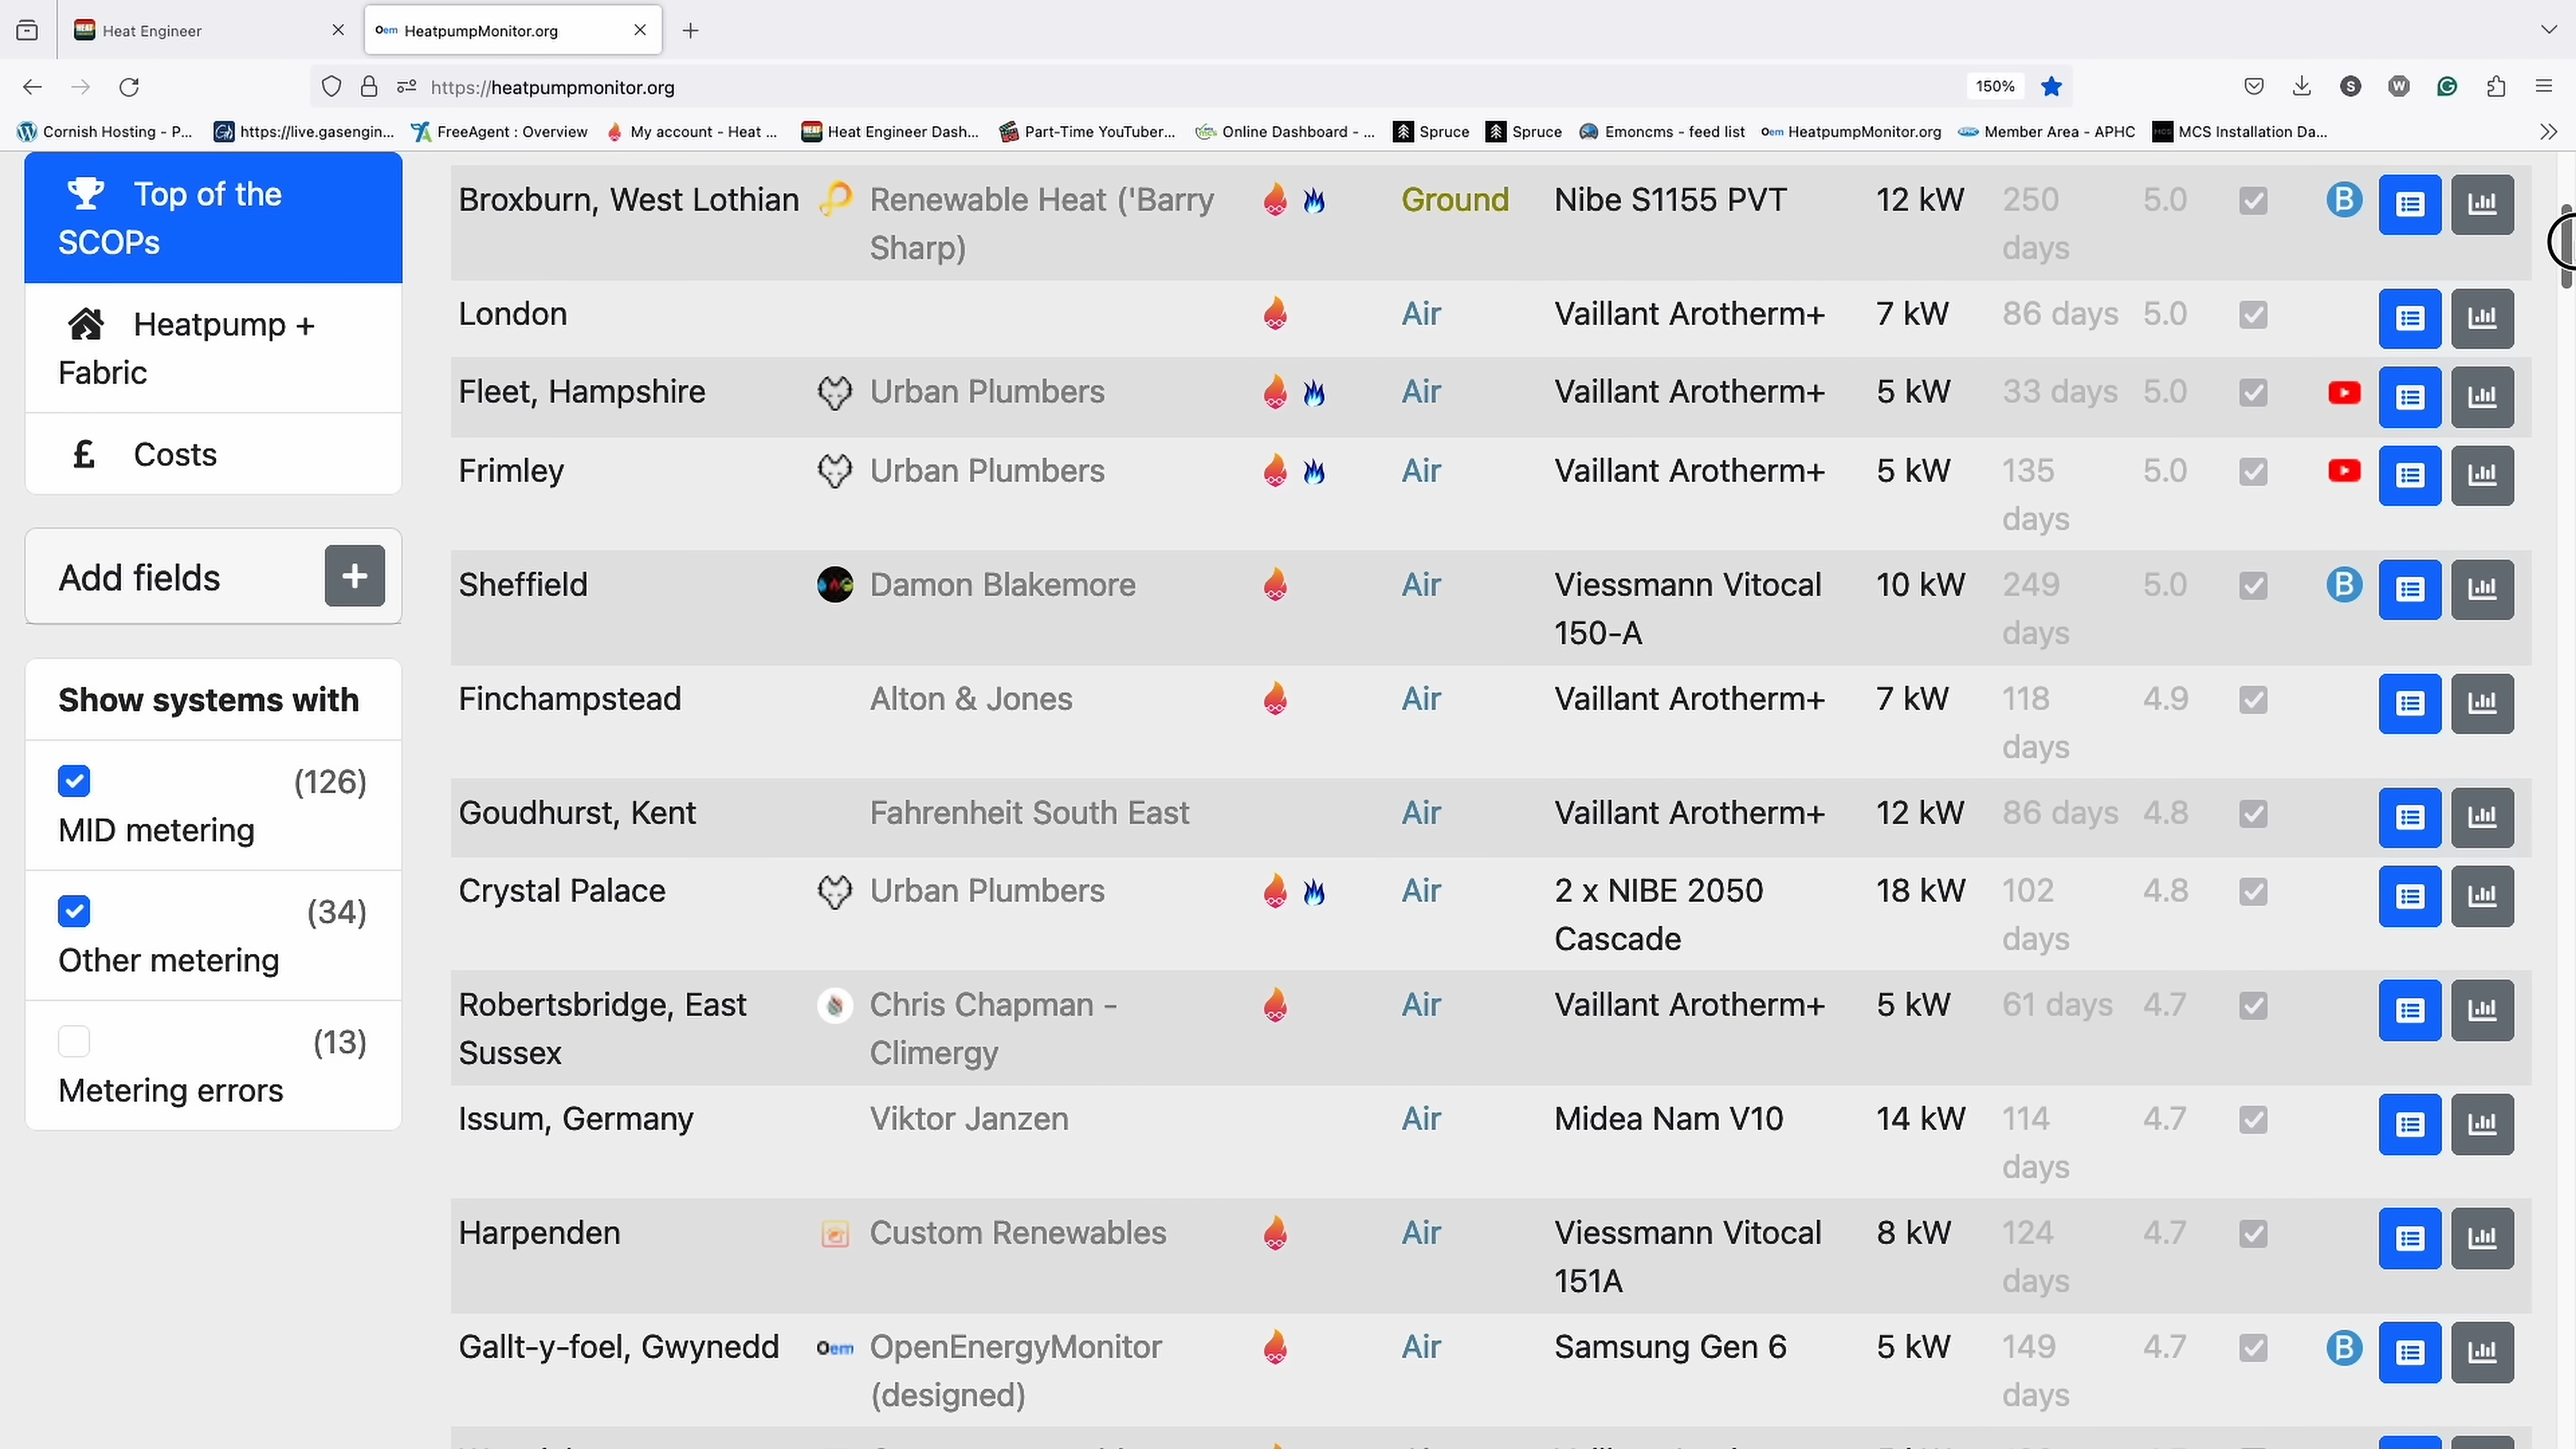 Heat Engineer
Oem HeatpumpMonitor.org
https://heatpumpmonitor.org
150%
S
W
Cornish Hosting - P...
https://live.gasengin...
FreeAgent : Overview
My account - Heat ...
Heat Engineer Dash...
Part-Time YouTuber...
Online Dashboard - ...
Spruce
Spruce
Emoncms - feed list
Oem HeatpumpMonitor.org
Member Area - APHC
MCS Installation Da...
Top of the
SCOPs
Heatpump +
Fabric
£ Costs
Add fields
Show systems with
(126)
MID metering
(34)
Other metering
(13)
Metering errors
Broxburn, West Lothian Renewable Heat ('Barry Ground Nibe S1155 PVT 12 kW 250 5.0 B
Sharp) days
London Air Vaillant Arotherm+ 7 kW 86 days 5.0
Fleet, Hampshire Urban Plumbers Air Vaillant Arotherm+ 5 kW 33 days 5.0
Frimley Urban Plumbers Air Vaillant Arotherm+ 5 kW 135 5.0
days
Sheffield Damon Blakemore Air Viessmann Vitocal 10 kW 249 5.0 B
150-A days
Finchampstead Alton & Jones Air Vaillant Arotherm+ 7 kW 118 4.9
days
Goudhurst, Kent Fahrenheit South East Air Vaillant Arotherm+ 12 kW 86 days 4.8
Crystal Palace Urban Plumbers Air 2 x NIBE 2050 18 kW 102 4.8
Cascade days
Robertsbridge, East Chris Chapman - Air Vaillant Arotherm+ 5 kW 61 days 4.7
Sussex Climergy
Issum, Germany Viktor Janzen Air Midea Nam V10 14 kW 114 4.7
days
Harpenden Custom Renewables Air Viessmann Vitocal 8 kW 124 4.7
151A days
Gallt-y-foel, Gwynedd Oem OpenEnergyMonitor Air Samsung Gen 6 5 kW 149 4.7 B
(designed) days